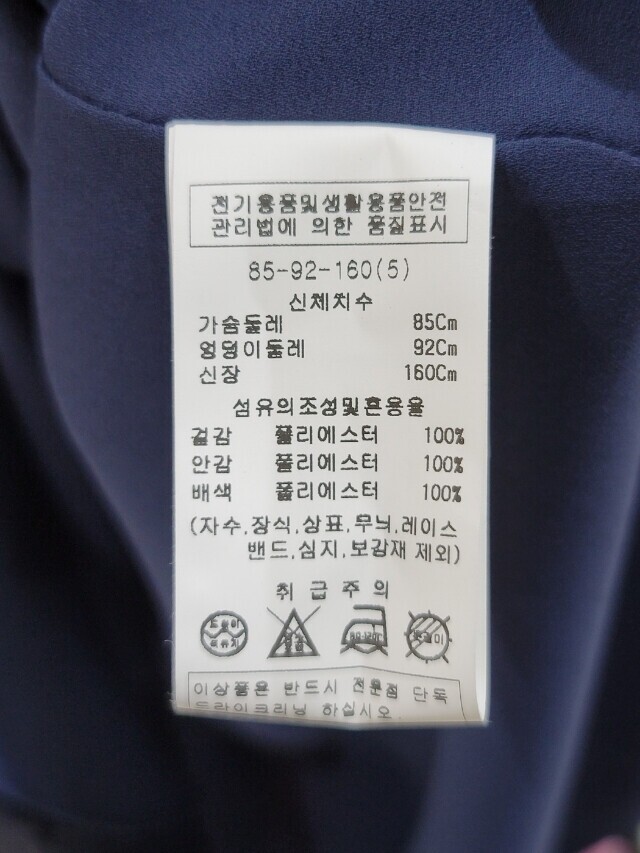 전기용품및생활용품안전
관리법에 의한 품질표시
85-92-160(5)
신체치수
가슴둘레 85Cm
엉덩이둘레 92Cm
신장 160Cm
섬유의조성및혼용율
겉감 폴리에스터 100%
안감 폴리에스터 100%
배색 폴리에스터 100%
(자수,장식,상표,무늬,레이스
밴드,심지,보강재 제외)
취급주의
드라이
80-120℃
이상품은 반드시 전문점 단독
드라이크리닝 하십시오